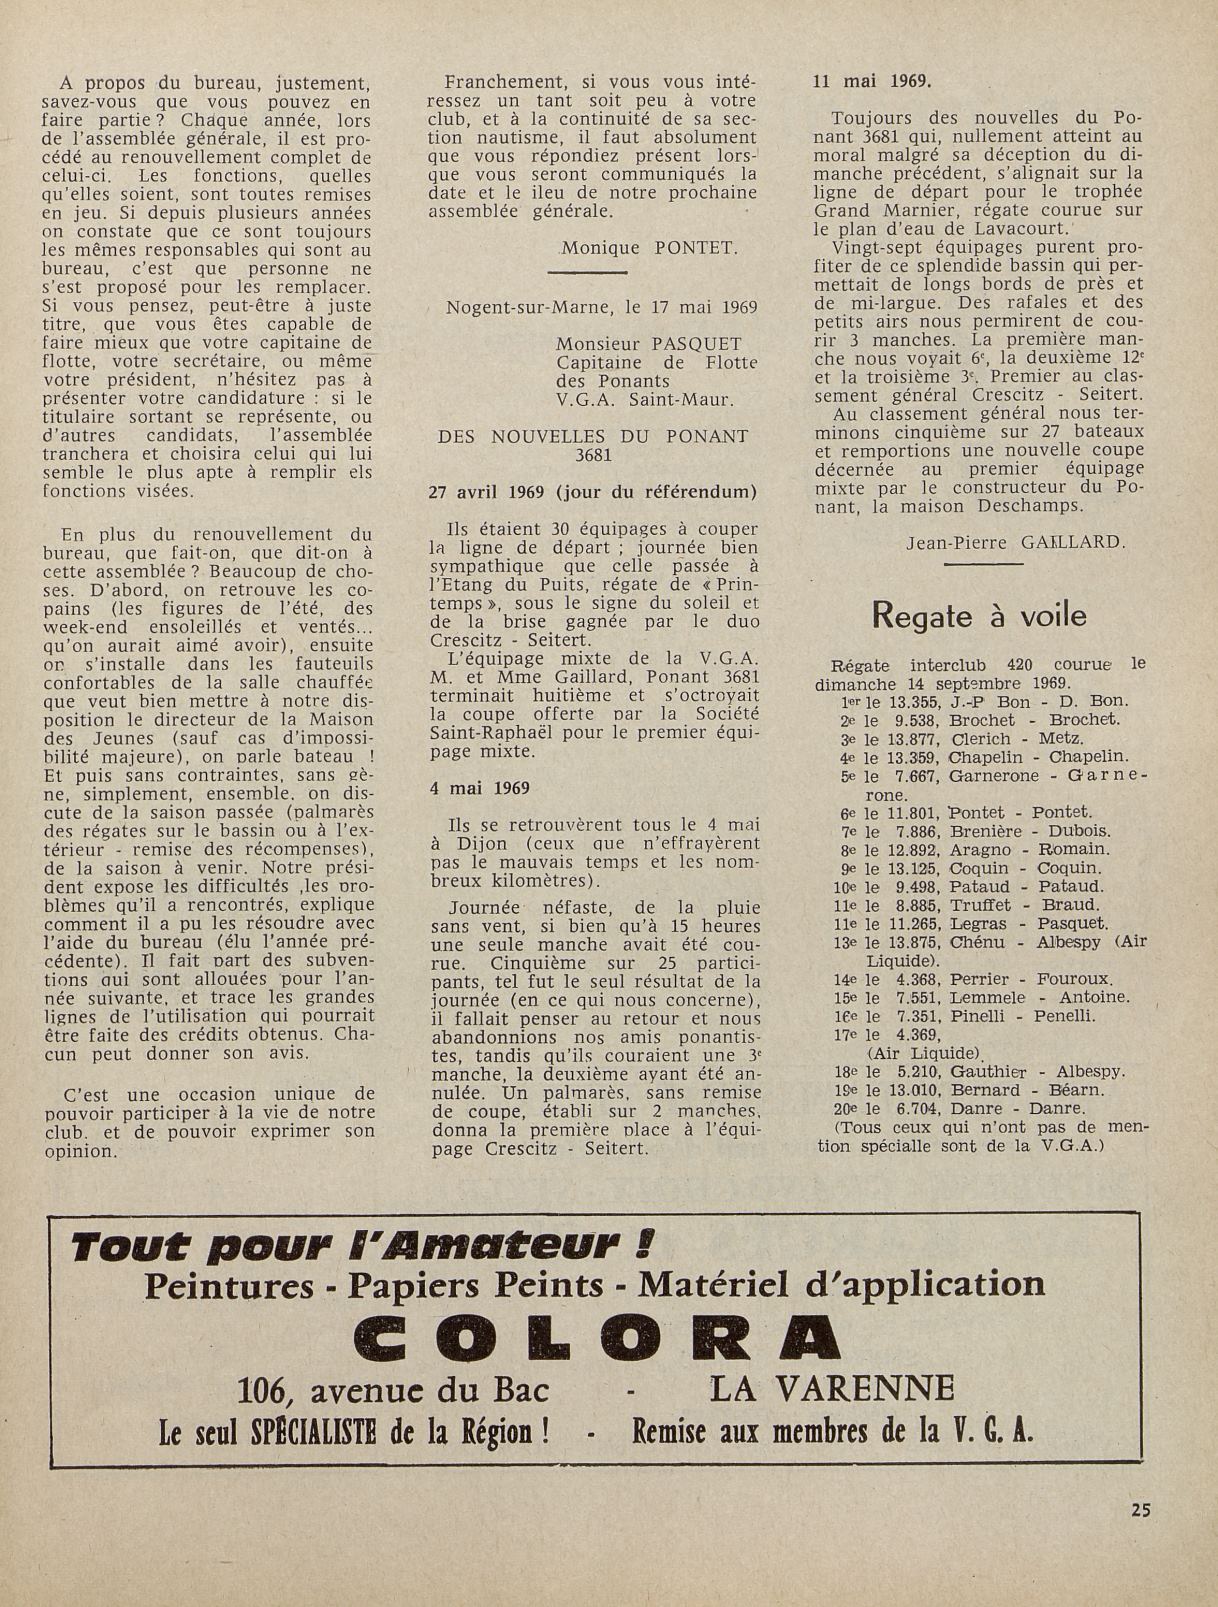 A propos du bureau, justement,
savez-vous que vous pouvez en
faire partie ? Chaque année, lors
de l'assemblée générale, il est pro-
cédé au renouvellement complet de
celui-ci. Les fonctions, quelles
qu'elles soient, sont toutes remises
en jeu. Si depuis plusieurs années
on constate que ce sont toujours
les mêmes responsables qui sont au
bureau, c'est que personne ne
s'est proposé pour les remplacer.
Si vous pensez, peut-être à juste
titre, que vous êtes capable de
faire mieux que votre capitaine de
flotte, votre secrétaire, ou même
votre président, n'hésitez pas à
présenter votre candidature : si le
titulaire sortant se représente, ou
d'autres candidats, l'assemblée
tranchera et choisira celui qui lui
semble le plus apte à remplir els
fonctions visées.
En plus du renouvellement du
bureau, que fait-on, que dit-on à
cette assemblée ? Beaucoup de cho-
ses. D'abord, on retrouve les co-
pains (les figures de l'été, des
week-end ensoleillés et ventés...
qu'on aurait aimé avoir), ensuite
on s'installe dans les fauteuils
confortables de la salle chauffée
que veut bien mettre à notre dis-
position le directeur de la Maison
des Jeunes (sauf cas d'impossi-
bilité majeure), on parle bateau !
Et puis sans contraintes, sans gê-
ne, simplement, ensemble, on dis-
cute de la saison passée (palmarès
des régates sur le bassin ou à l'ex-
térieur - remise des récompenses),
de la saison à venir. Notre prési-
dent expose les difficultés ,les pro-
blèmes qu'il a rencontrés, explique
comment il a pu les résoudre avec
l'aide du bureau (élu l'année pré-
cédente). Il fait part des subven-
tions qui sont allouées pour l'an-
née suivante, et trace les grandes
lignes de l'utilisation qui pourrait
être faite des crédits obtenus. Cha-
cun peut donner son avis.
C'est une occasion unique de
pouvoir participer à la vie de notre
club. et de pouvoir exprimer son
opinion.
Franchement, si vous vous inté-
ressez un tant soit peu à votre
club, et à la continuité de sa sec-
tion nautisme, il faut absolument
que vous répondiez présent lors-
que vous seront communiqués la
date et le ileu de notre prochaine
assemblée générale.
Monique PONTET.
Nogent-sur-Marne, le 17 mai 1969
Monsieur PASQUET
Capitaine de Flotte
des Ponants
V.G.A. Saint-Maur.
DES NOUVELLES DU PONANT
3681
27 avril 1969 (jour du référendum)
Ils étaient 30 équipages à couper
la ligne de départ ; journée bien
sympathique que celle passée à
l'Etang du Puits, régate de « Prin-
temps », sous le signe du soleil et
de la brise gagnée par le duo
Crescitz - Seitert.
L'équipage mixte de la V.G.A.
M. et Mme Gaillard, Ponant 3681
terminait huitième et s'octroyait
la coupe offerte par la Société
Saint-Raphaël pour le premier équi-
page mixte.
4 mai 1969
Ils se retrouvèrent tous le 4 mai
à Dijon (ceux que n'effrayèrent
pas le mauvais temps et les nom-
breux kilomètres).
Journée néfaste, de la pluie
sans vent, si bien qu'à 15 heures
une seule manche avait été cou-
rue. Cinquième sur 25 partici-
pants, tel fut le seul résultat de la
journée (en ce qui nous concerne),
il fallait penser au retour et nous
abandonnions nos amis ponantis-
tes, tandis qu'ils couraient une 3e
manche, la deuxième ayant été an-
nulée. Un palmarès, sans remise
de coupe, établi sur 2 manches,
donna la première place à l'équi-
page Crescitz - Seitert.
11 mai 1969.
Toujours des nouvelles du Po-
nant 3681 qui, nullement atteint au
moral malgré sa déception du di-
manche précédent, s'alignait sur la
ligne de départ pour le trophée
Grand Marnier, régate courue sur
le plan d'eau de Lavacourt.
Vingt-sept équipages purent pro-
fiter de ce splendide bassin qui per-
mettait de longs bords de près et
de mi-largue. Des rafales et des
petits airs nous permirent de cou-
rir 3 manches. La première man-
che nous voyait 6e, la deuxième 12e
et la troisième 3e. Premier au clas-
sement général Crescitz - Seitert.
Au classement général nous ter-
minons cinquième sur 27 bateaux
et remportions une nouvelle coupe
décernée au premier équipage
mixte par le constructeur du Po-
nant, la maison Deschamps.
Jean-Pierre GAILLARD.
Regate à voile
Régate interclub 420 courue le
dimanche 14 septembre 1969.
1er le 13.355, J.-P Bon - D. Bon.
2e le 9.538, Brochet - Brochet.
3e le 13.877, Clerich - Metz.
4e le 13.359, Chapelin - Chapelin.
5e le 7.667, Garnerone - Garne-
rone.
6e le 11.801, Pontet - Pontet.
7e le 7.886, Brenière - Dubois.
8e le 12.892, Aragno - Romain.
9e le 13.125, Coquin - Coquin.
10e le 9.498, Pataud - Pataud.
11e le 8.885, Truffet - Braud.
11e le 11.265, Legras - Pasquet.
13e le 13.875, Chénu - Albespy (Air
Liquide).
14e le 4.368, Perrier - Fouroux.
15e le 7.551, Lemmele - Antoine.
16e le 7.351, Pinelli - Penelli.
17e le 4.369,
(Air Liquide).
18e le 5.210, Gauthier - Albespy.
19e le 13.010, Bernard - Béarn.
20e le 6.704, Danre - Danre.
(Tous ceux qui n'ont pas de men-
tion spécialle sont de la V.G.A.)
Tout pour l'Amateur !
Peintures - Papiers Peints - Matériel d'application
COLORA
106, avenue du Bac - LA VARENNE
Le seul SPÉCIALISTE de la Région ! - Remise aux membres de la V. G. A.
25